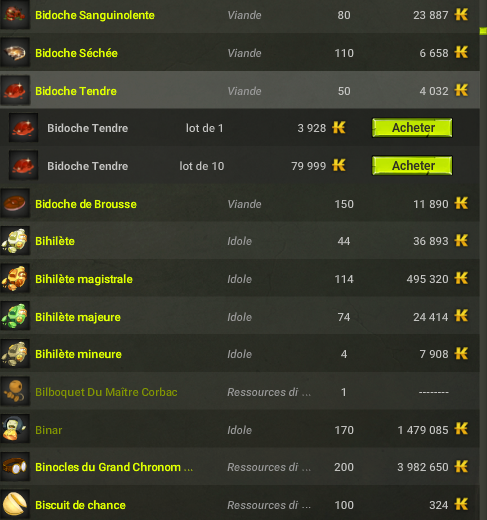 Bidoche Sanguinolente Viande 80 23 887
Bidoche Séchée Viande 110 6 658
Bidoche Tendre Viande 50 4 032
Bidoche Tendre lot de 1 3 928 Acheter
Bidoche Tendre lot de 10 79 999 Acheter
Bidoche de Brousse Viande 150 11 890
Bihilète Idole 44 36 893
Bihilète magistrale Idole 114 495 320
Bihilète majeure Idole 74 24 414
Bihilète mineure Idole 4 7 908
Bilboquet Du Maître Corbac Ressources di ... 1 --------
Binar Idole 170 1 479 085
Binocles du Grand Chronom ... Ressources di ... 200 3 982 650
Biscuit de chance Ressources di ... 100 324